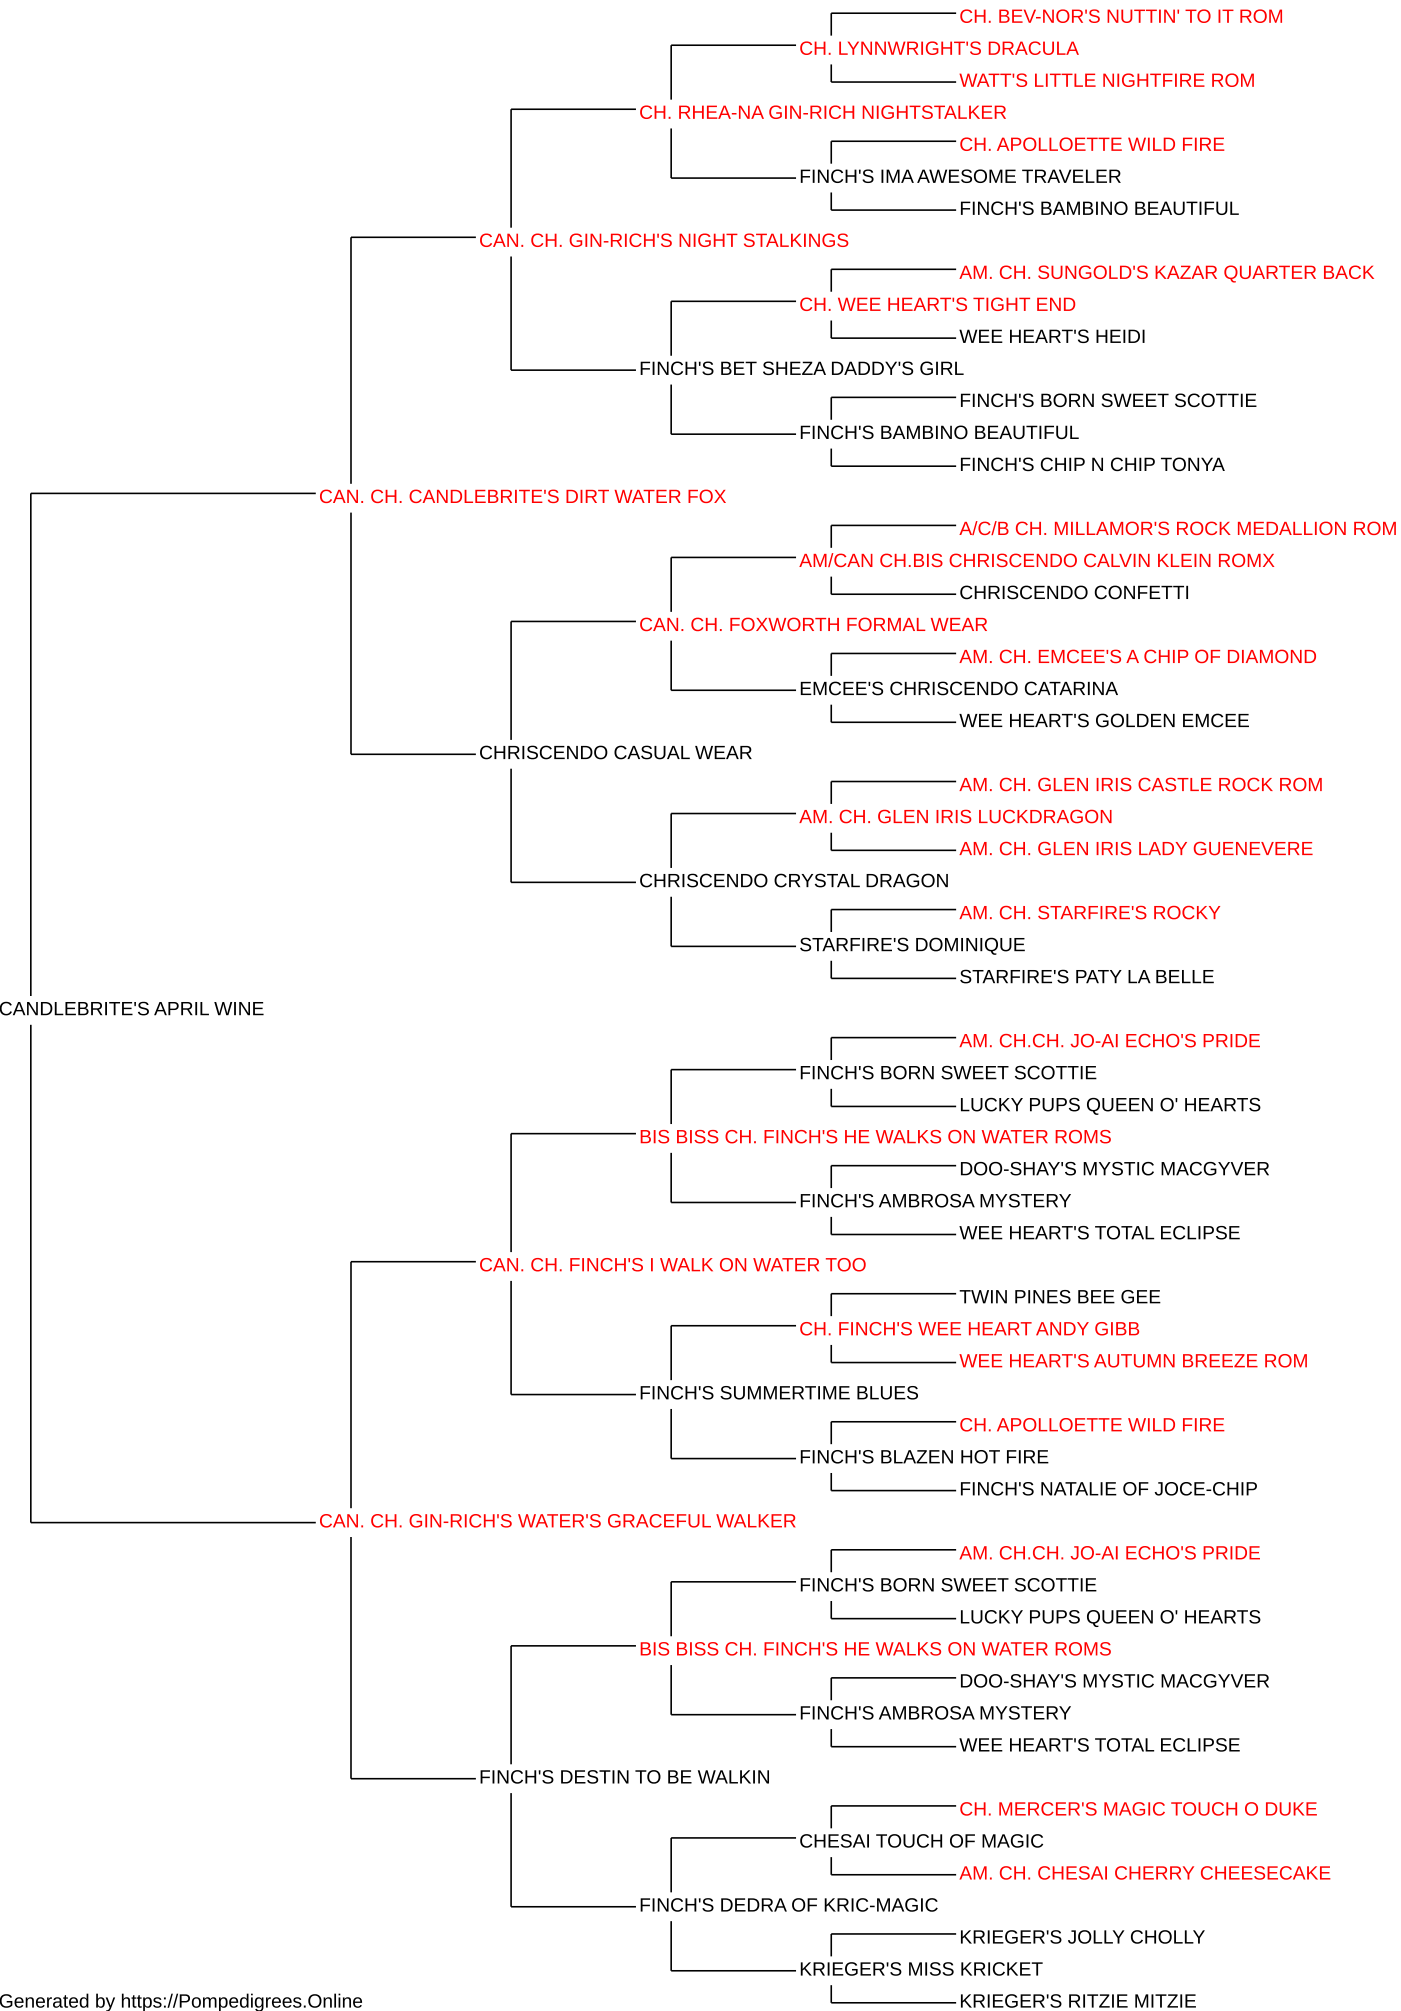 CH. BEV-NOR'S NUTTIN' TO IT ROM
CH. LYNNWRIGHT'S DRACULA
WATT'S LITTLE NIGHTFIRE ROM
CH. RHEA-NA GIN-RICH NIGHTSTALKER
CH. APOLLOETTE WILD FIRE
FINCH'S IMA AWESOME TRAVELER
FINCH'S BAMBINO BEAUTIFUL
CAN. CH. GIN-RICH'S NIGHT STALKINGS
AM. CH. SUNGOLD'S KAZAR QUARTER BACK
CH. WEE HEART'S TIGHT END
WEE HEART'S HEIDI
FINCH'S BET SHEZA DADDY'S GIRL
FINCH'S BORN SWEET SCOTTIE
FINCH'S BAMBINO BEAUTIFUL
FINCH'S CHIP N CHIP TONYA
CAN. CH. CANDLEBRITE'S DIRT WATER FOX
A/C/B CH. MILLAMOR'S ROCK MEDALLION ROM
AM/CAN CH.BIS CHRISCENDO CALVIN KLEIN ROMX
CHRISCENDO CONFETTI
CAN. CH. FOXWORTH FORMAL WEAR
AM. CH. EMCEE'S A CHIP OF DIAMOND
EMCEE'S CHRISCENDO CATARINA
WEE HEART'S GOLDEN EMCEE
CHRISCENDO CASUAL WEAR
AM. CH. GLEN IRIS CASTLE ROCK ROM
AM. CH. GLEN IRIS LUCKDRAGON
AM. CH. GLEN IRIS LADY GUENEVERE
CHRISCENDO CRYSTAL DRAGON
AM. CH. STARFIRE'S ROCKY
STARFIRE'S DOMINIQUE
STARFIRE'S PATY LA BELLE
CANDLEBRITE'S APRIL WINE
AM. CH.CH. JO-AI ECHO'S PRIDE
FINCH'S BORN SWEET SCOTTIE
LUCKY PUPS QUEEN O' HEARTS
BIS BISS CH. FINCH'S HE WALKS ON WATER ROMS
DOO-SHAY'S MYSTIC MACGYVER
FINCH'S AMBROSA MYSTERY
WEE HEART'S TOTAL ECLIPSE
CAN. CH. FINCH'S I WALK ON WATER TOO
TWIN PINES BEE GEE
CH. FINCH'S WEE HEART ANDY GIBB
WEE HEART'S AUTUMN BREEZE ROM
FINCH'S SUMMERTIME BLUES
CH. APOLLOETTE WILD FIRE
FINCH'S BLAZEN HOT FIRE
FINCH'S NATALIE OF JOCE-CHIP
CAN. CH. GIN-RICH'S WATER'S GRACEFUL WALKER
AM. CH.CH. JO-AI ECHO'S PRIDE
FINCH'S BORN SWEET SCOTTIE
LUCKY PUPS QUEEN O' HEARTS
BIS BISS CH. FINCH'S HE WALKS ON WATER ROMS
DOO-SHAY'S MYSTIC MACGYVER
FINCH'S AMBROSA MYSTERY
WEE HEART'S TOTAL ECLIPSE
FINCH'S DESTIN TO BE WALKIN
CH. MERCER'S MAGIC TOUCH O DUKE
CHESAI TOUCH OF MAGIC
AM. CH. CHESAI CHERRY CHEESECAKE
FINCH'S DEDRA OF KRIC-MAGIC
KRIEGER'S JOLLY CHOLLY
KRIEGER'S MISS KRICKET
KRIEGER'S RITZIE MITZIE
Generated by https://Pompedigrees.Online